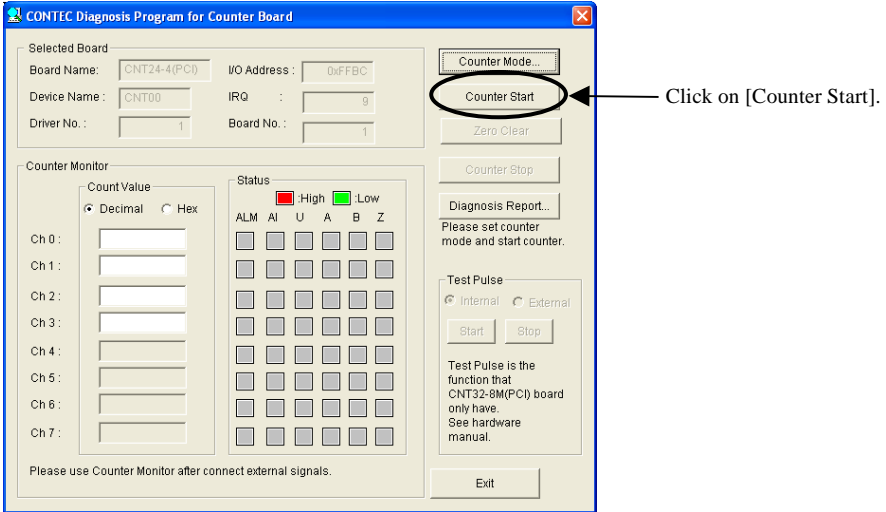 CONTEC Diagnosis Program for Counter Board
Selected Board
Board Name: CNT24-4(PCI) I/O Address : 0xFFBC
Device Name : CNT00 IRQ : 9
Driver No. : 1 Board No. : 1
Counter Mode...
Counter Start
Click on [Counter Start].
Zero Clear
Counter Stop
Diagnosis Report...
Please set counter
mode and start counter.
Counter Monitor
Count Value
Decimal Hex
Status
:High :Low
ALM AI U A B Z
Ch 0 :
Ch 1 :
Ch 2 :
Ch 3 :
Ch 4 :
Ch 5 :
Ch 6 :
Ch 7 :
Please use Counter Monitor after connect external signals.
Test Pulse
Internal External
Start Stop
Test Pulse is the
function that
CNT32-8M(PCI) board
only have.
See hardware
manual.
Exit